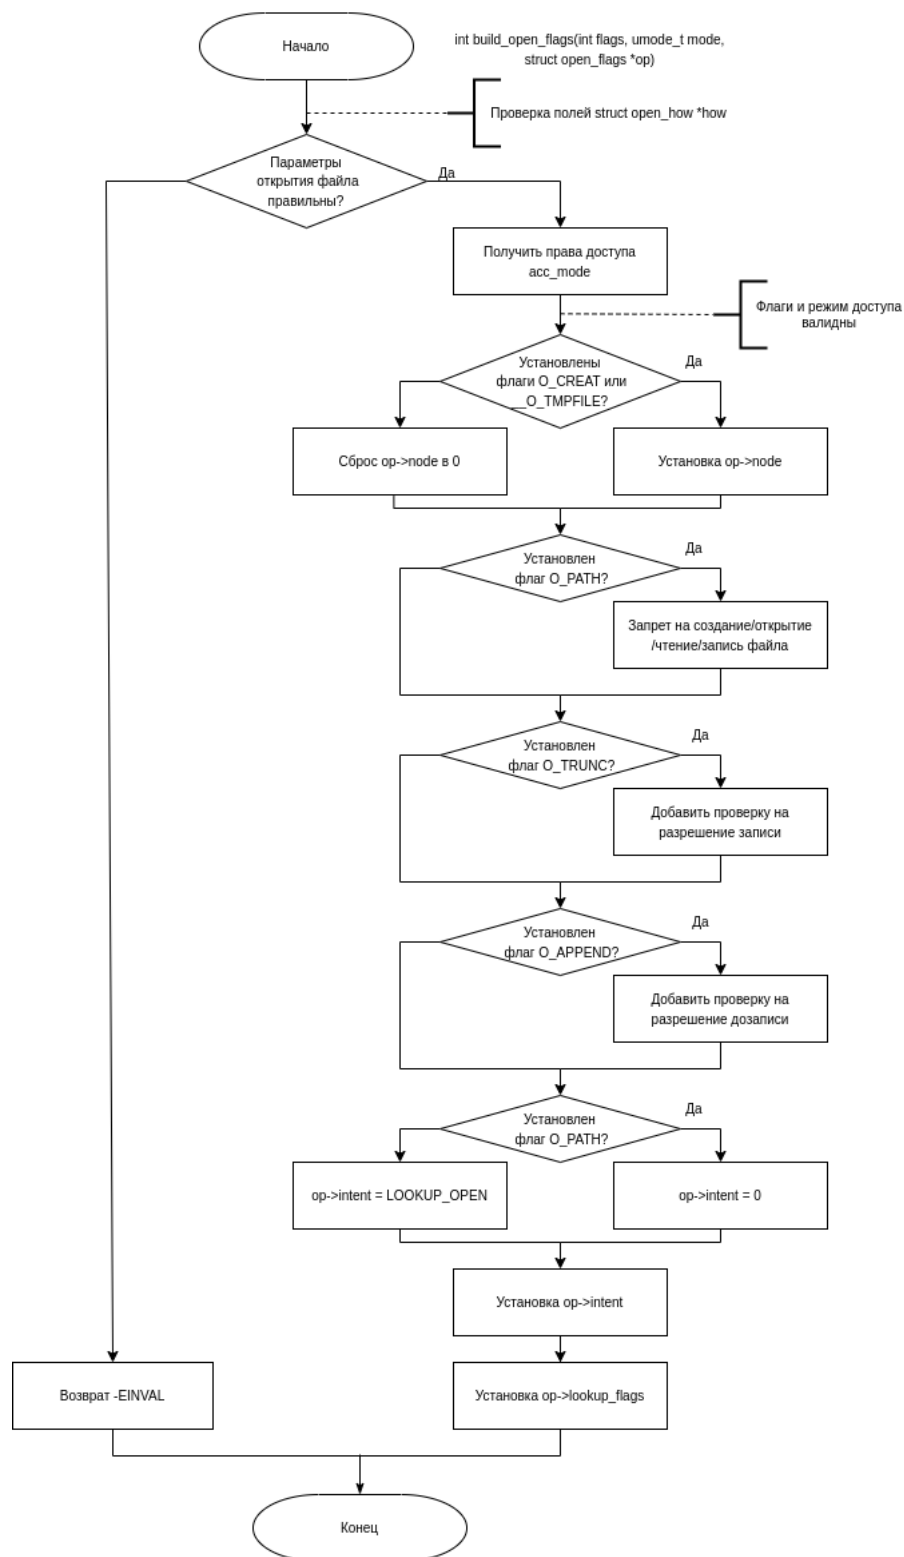 Начало
int build_open_flags(int flags, umode_t mode,
struct open_flags *op)
Проверка полей struct open_how *how
Параметры
открытия файла
правильны?
Да
Получить права доступа
acc_mode
Флаги и режим доступа
валидны
Установлены
флаги O_CREAT или
__O_TMPFILE?
Да
Сброс op->node в 0
Установка op->node
Установлен
флаг O_PATH?
Да
Запрет на создание/открытие
/чтение/запись файла
Установлен
флаг O_TRUNC?
Да
Добавить проверку на
разрешение записи
Установлен
флаг O_APPEND?
Да
Добавить проверку на
разрешение дозаписи
Установлен
флаг O_PATH?
Да
op->intent = LOOKUP_OPEN
op->intent = 0
Установка op->intent
Возврат -EINVAL
Установка op->lookup_flags
Конец